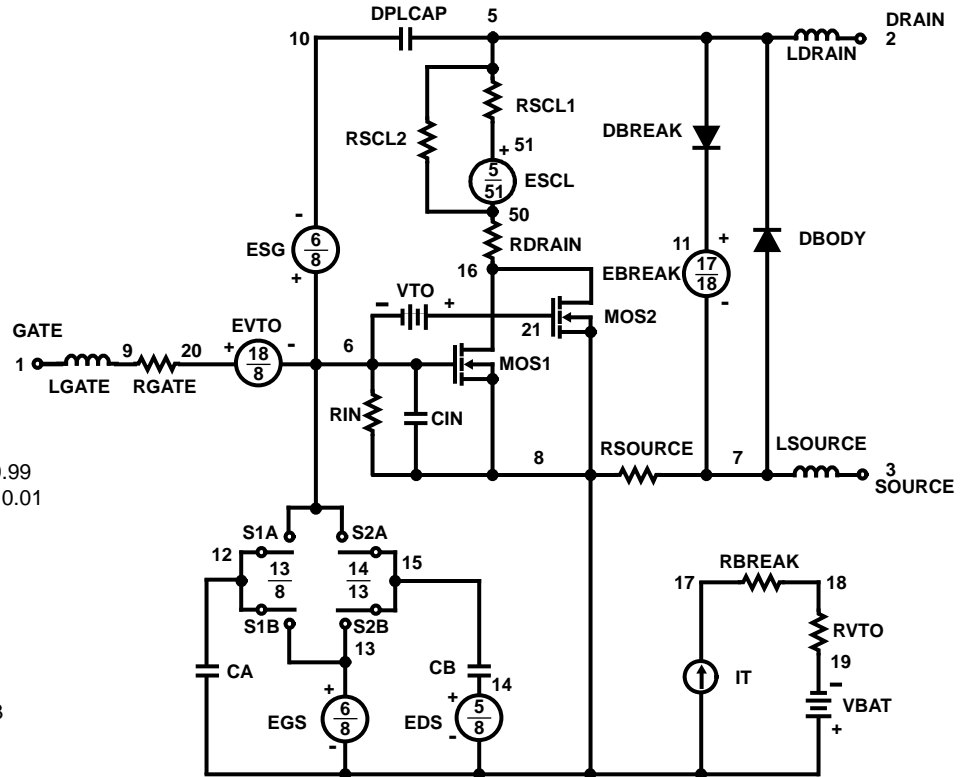 DPLCAP
5
DRAIN
2
10
LDRAIN
RSCL1
RSCL2
DBREAK
+ 51
5
51
ESCL
50
-
ESG
6
8
+
RDRAIN
DBODY
11
+
EBREAK
17
18
-
16
VTO
-
+
21
MOS2
GATE
1
9
20
EVTO
+
18
8
-
6
MOS1
LGATE
RGATE
RIN
CIN
8
RSOURCE
7
LSOURCE
3
SOURCE
0.99
0.01
S1A
S2A
12
13
8
14
13
15
S1B
S2B
13
RBREAK
17
18
RVTO
19
CA
CB
14
IT
-
VBAT
+
+
EGS
6
8
-
+
EDS
5
8
-